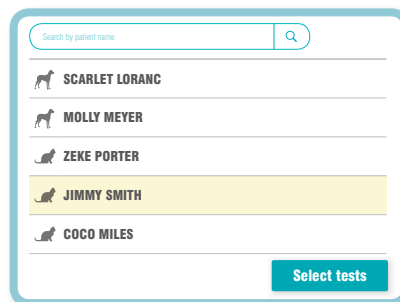 Search by patient name
SCARLET LORANC
MOLLY MEYER
ZEKE PORTER
JIMMY SMITH
COCO MILES
Select tests